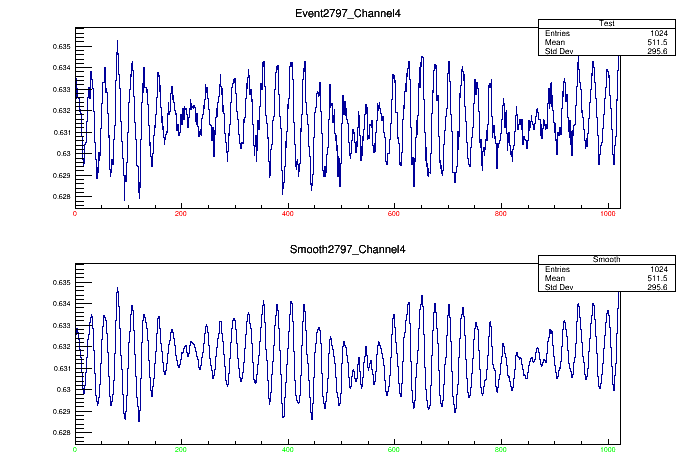 Event2797_Channel4
Test
Entries 1024
Mean 511.5
Std Dev 295.6
0.635
0.634
0.633
0.632
0.631
0.63
0.629
0.628
0 200 400 600 800 1000
Smooth2797_Channel4
Smooth
Entries 1024
Mean 511.5
Std Dev 295.6
0.635
0.634
0.633
0.632
0.631
0.63
0.629
0.628
0 200 400 600 800 1000